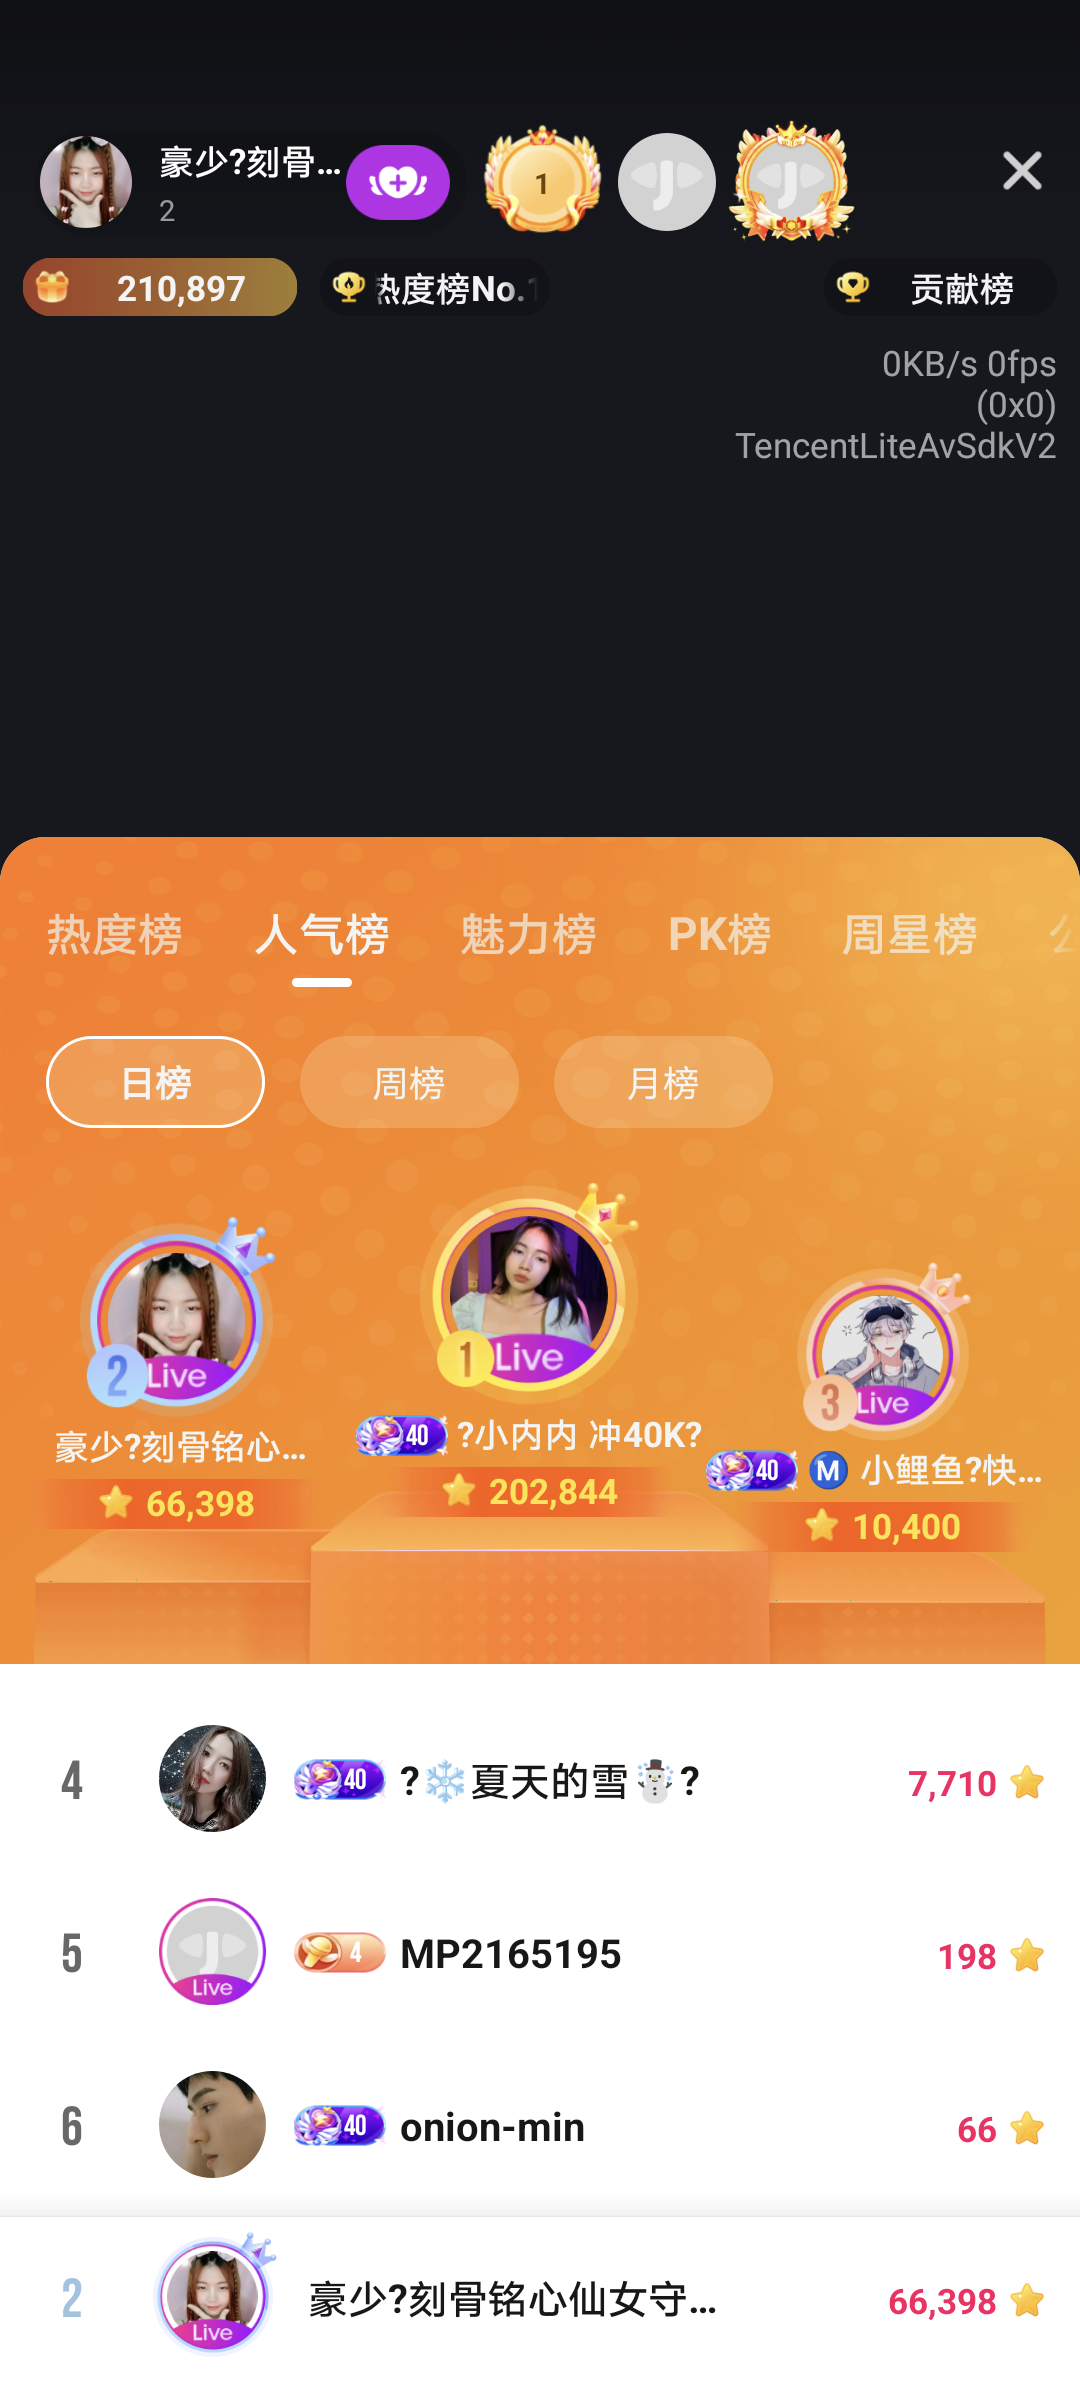 豪少?刻骨...
2
1
210,897
热度榜No.1
贡献榜
0KB/s 0fps
(0x0)
TencentLiteAvSdkV2
热度榜 人气榜 魅力榜 PK榜 周星榜
日榜 周榜 月榜
2 Live
1 Live
3 Live
豪少?刻骨铭心...
66,398
40 ?小内内 冲40K?
202,844
40 M 小鲤鱼?快...
10,400
4 40 ?❄️夏天的雪☃️? 7,710
5 Live 4 MP2165195 198
6 40 onion-min 66
2 Live 豪少?刻骨铭心仙女守... 66,398